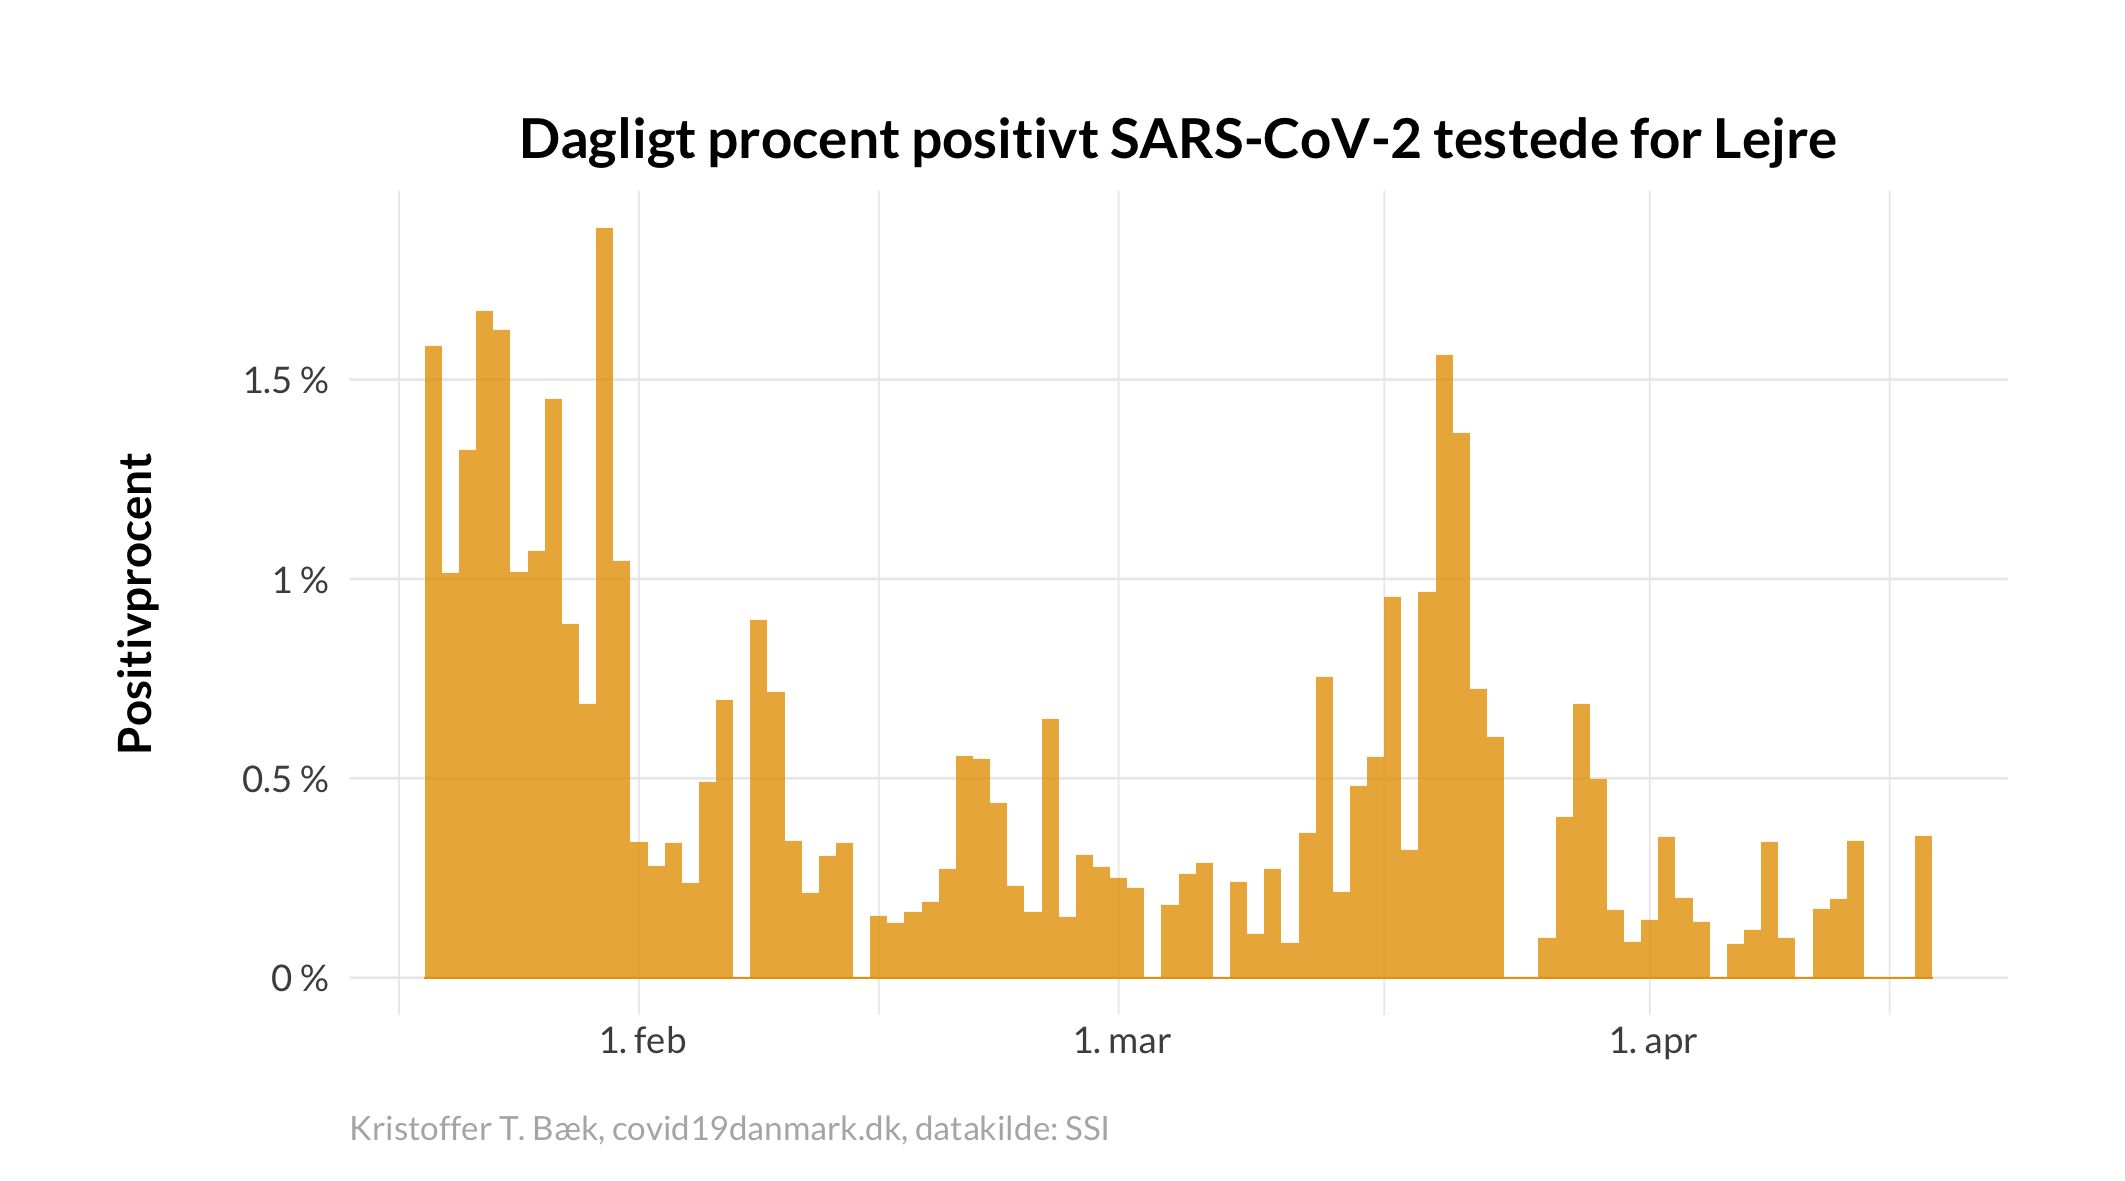 Dagligt procent positivt SARS-CoV-2 testede for Lejre
Positivprocent
1.5 %
1 %
0.5 %
0 %
1. feb
1. mar
1. apr
Kristoffer T. Bæk, covid19danmark.dk, datakilde: SSI